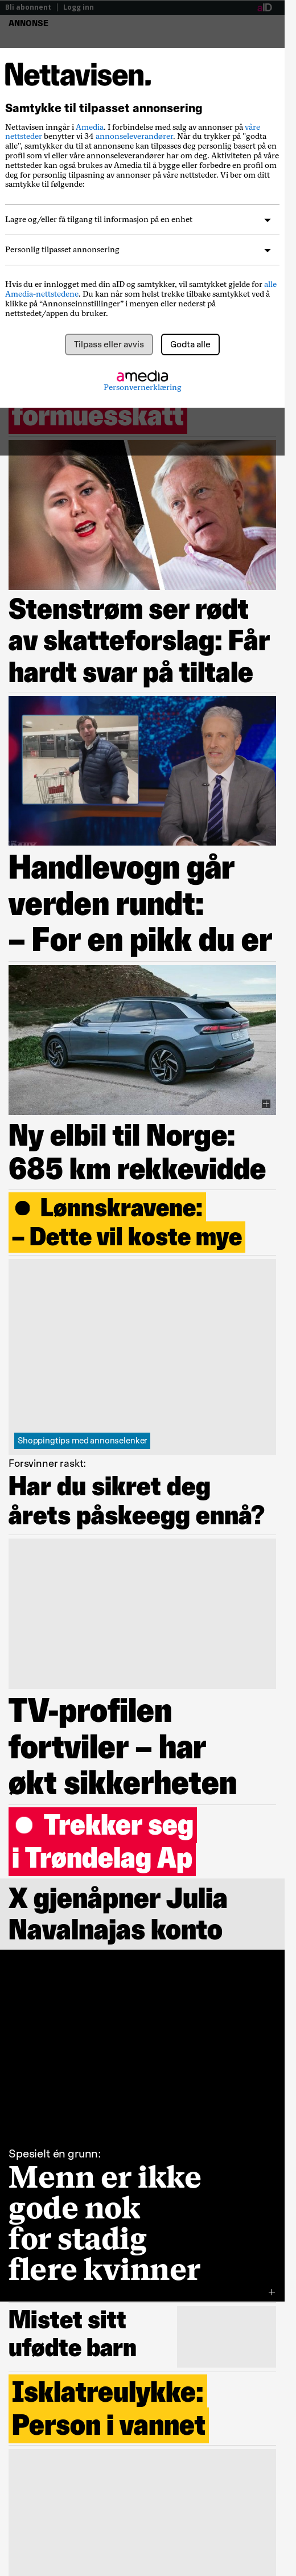 Bli abonnent
Logg inn
aID
ANNONSE
Nettavisen.
Samtykke til tilpasset annonsering
Nettavisen inngår i Amedia. I forbindelse med salg av annonser på våre
nettsteder benytter vi 34 annonseleverandører. Når du trykker på "godta
alle", samtykker du til at annonsene kan tilpasses deg personlig basert på en
profil som vi eller våre annonseleverandører har om deg. Aktiviteten på våre
nettsteder kan også brukes av Amedia til å bygge eller forbedre en profil om
deg for personlig tilpasning av annonser på vårt nettsteder. Vi ber om ditt
samtykke til følgende:
Lagre og/eller få tilgang til informasjon på en enhet
Personlig tilpasset annonsering
Hvis du er innlogget med din aID og samtykker, vil samtykket gjelde for alle
Amedia-nettstedene. Du kan når som helst trekke tilbake samtykket ved å
klikke på "Annonseinnstillinger" i menyen eller nederst på
nettstedet/appen du bruker.
Tilpass eller avvis
Godta alle
amedia
Personvernerklæring
formuesskatt
Stenstrøm ser rødt
av skatteforslag: Får
hardt svar på tiltale
Handlevogn går
verden rundt:
– For en pikk du er
Ny elbil til Norge:
685 km rekkevidde
Lønnskravene:
– Dette vil koste mye
Shoppingtips med annonselenker
Forsvinner raskt:
Har du sikret deg
årets påskeegg ennå?
TV-profilen
fortviler – har
økt sikkerheten
Trekker seg
i Trøndelag Ap
X gjenåpner Julia
Navalnajas konto
Spesielt én grunn:
Menn er ikke
gode nok
for stadig
flere kvinner
Mistet sitt
ufødte barn
Isklatreulykke:
Person i vannet